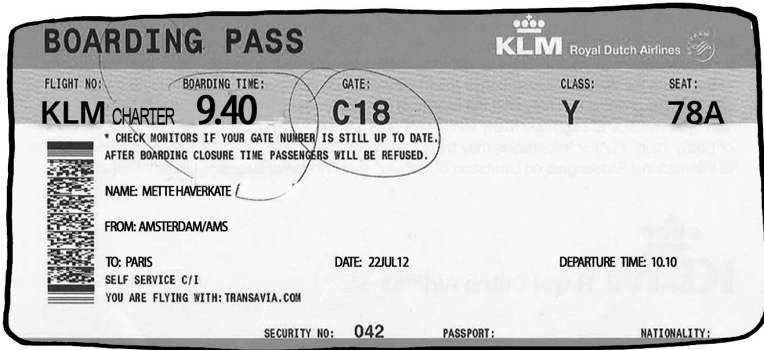 BOARDING PASS
KLM Royal Dutch Airlines
FLIGHT NO: BOARDING TIME: GATE: CLASS: SEAT:
KLM CHARTER 9.40 C18 Y 78A
* CHECK MONITORS IF YOUR GATE NUMBER IS STILL UP TO DATE.
AFTER BOARDING CLOSURE TIME PASSENGERS WILL BE REFUSED.
NAME: METTE HAVERKATE /
FROM: AMSTERDAM/AMS
TO: PARIS DATE: 22JUL12 DEPARTURE TIME: 10.10
SELF SERVICE C/I
YOU ARE FLYING WITH: TRANSAVIA.COM
SECURITY NO: 042 PASSPORT: NATIONALITY: